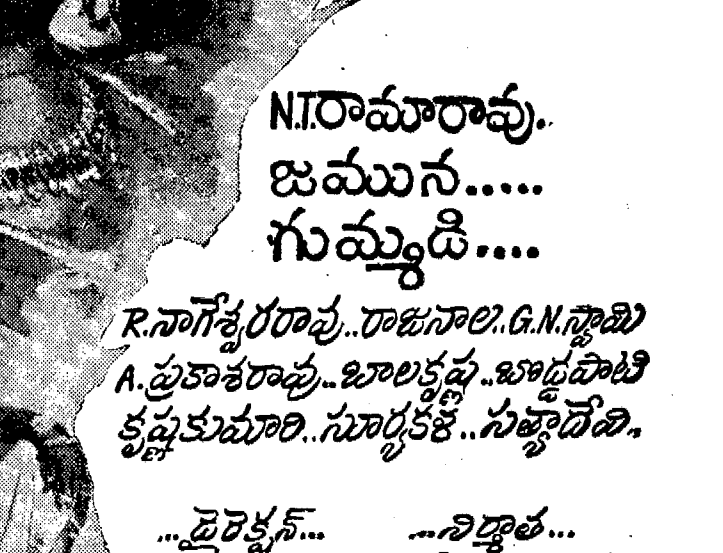 N.T.రామారావు..
జమున.....
గుమ్మడి....
R.నాగేశ్వరరావు..రాజనాల..G.N.స్వామి
A.ప్రకాశరావు..బాలకృష్ణ..బొడ్డపాటి
కృష్ణకుమారి..సూర్యకళ..సత్యాదేవి..
...డైరెక్షన్...
...నిర్మాత...